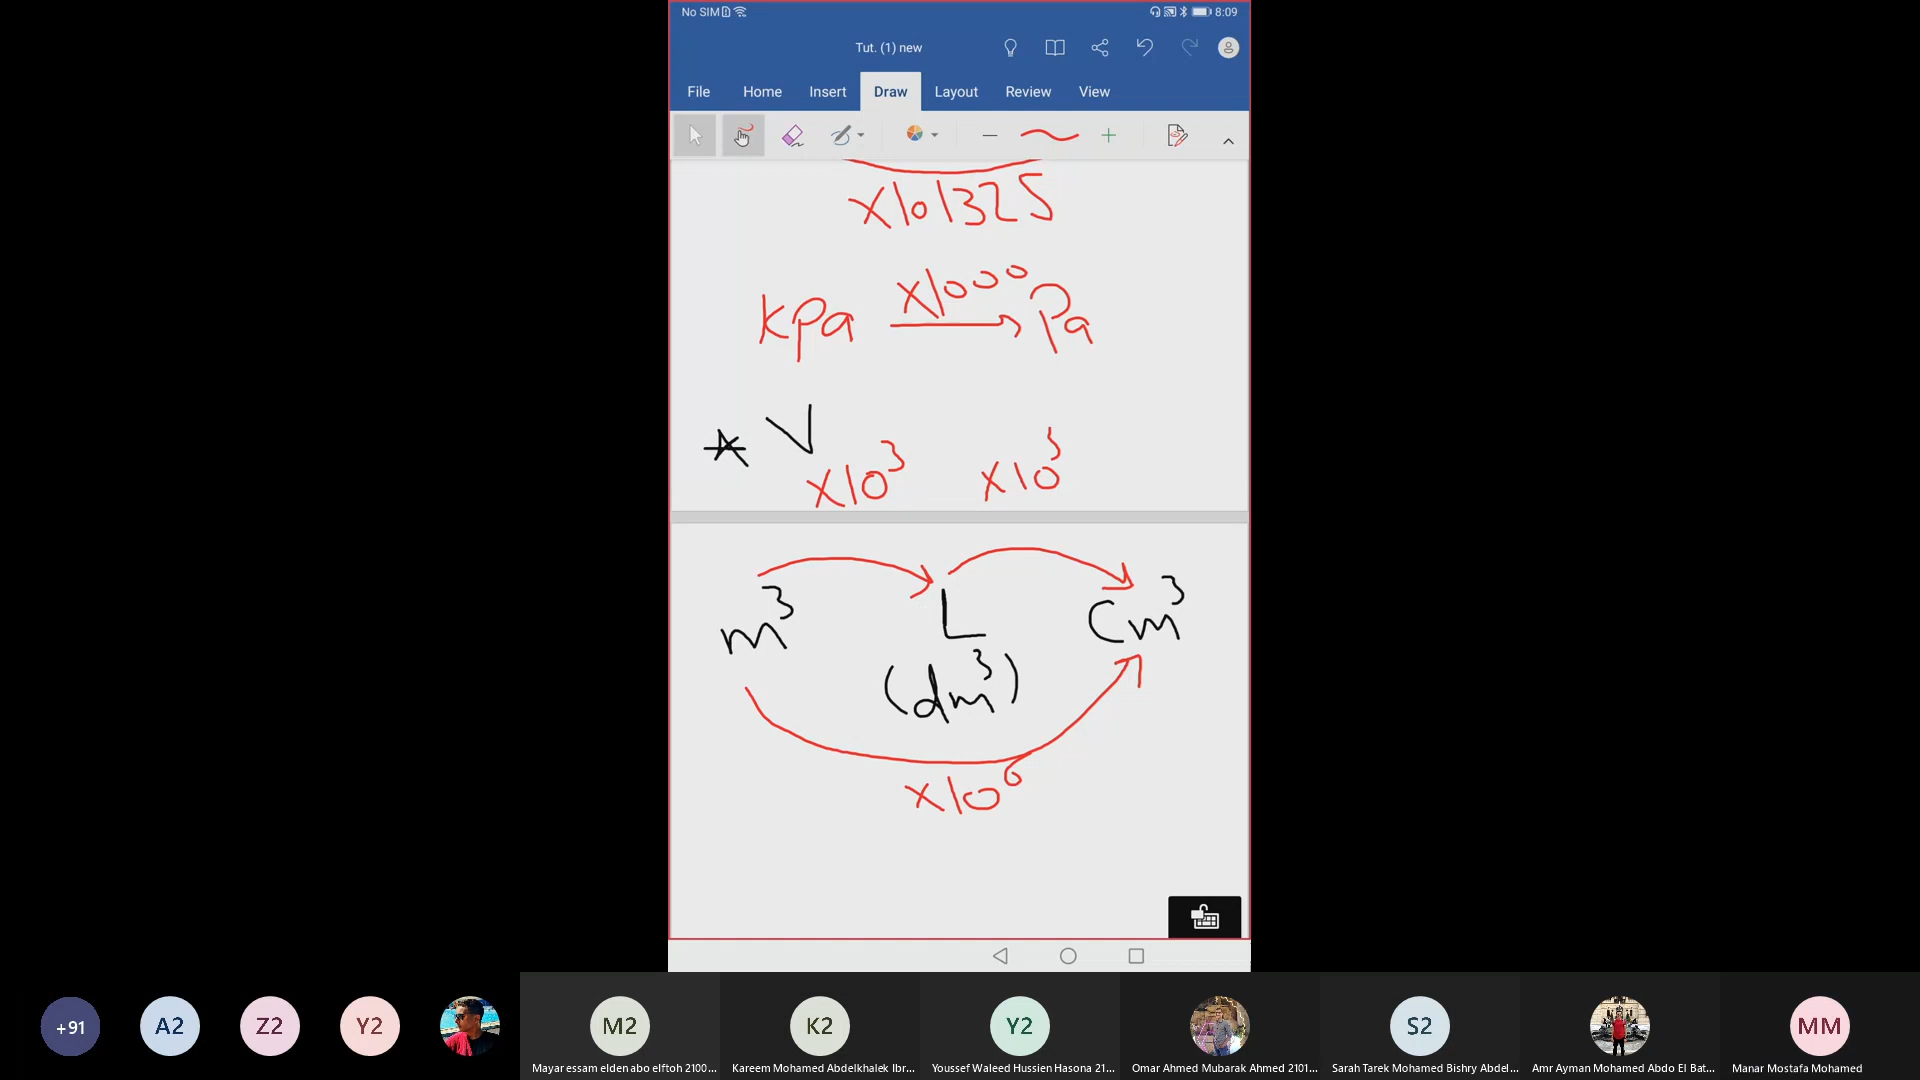 No SIM 8:09
Tut. (1) new
File Home Insert Draw Layout Review View
x101325
kPa x1000 Pa
V
x10³ x10³
m³ L Cm³
(dm³)
x10⁶
+91 A2 Z2 Y2 M2 K2 Y2 S2 MM
Mayar essam elden abo elftoh 2100... Kareem Mohamed Abdelkhalek Ibr... Youssef Waleed Hussien Hasona 21... Omar Ahmed Mubarak Ahmed 2101... Sarah Tarek Mohamed Bishry Abdel... Amr Ayman Mohamed Abdo El Bat... Manar Mostafa Mohamed